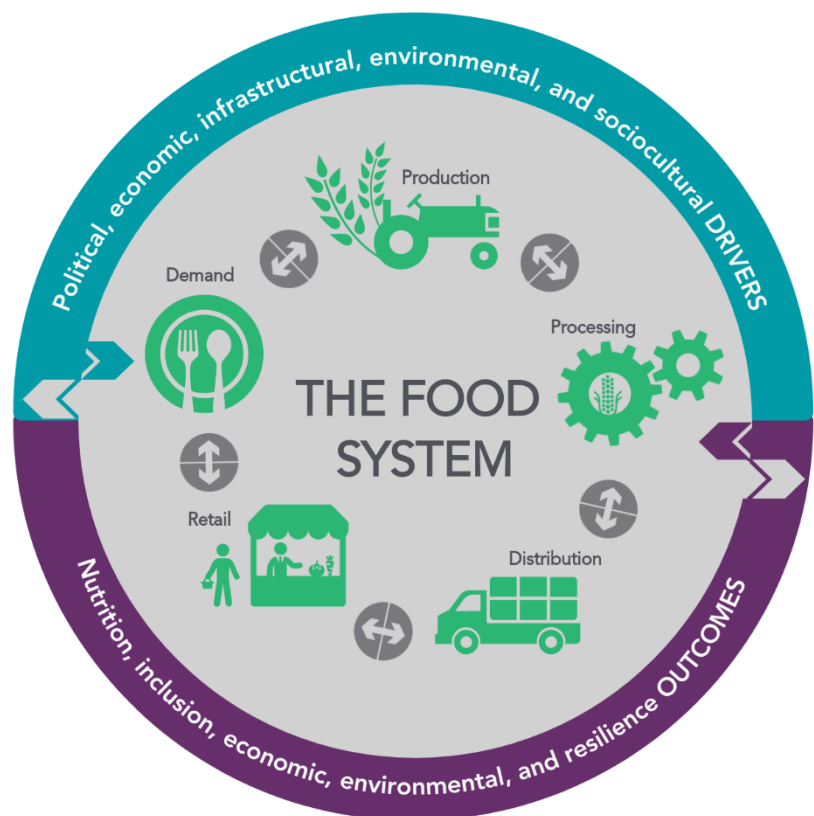 Political, economic, infrastructural, environmental, and sociocultural DRIVERS
Production
Demand
Processing
THE FOOD
SYSTEM
Retail
Distribution
Nutrition, inclusion, economic, environmental, and resilience OUTCOMES